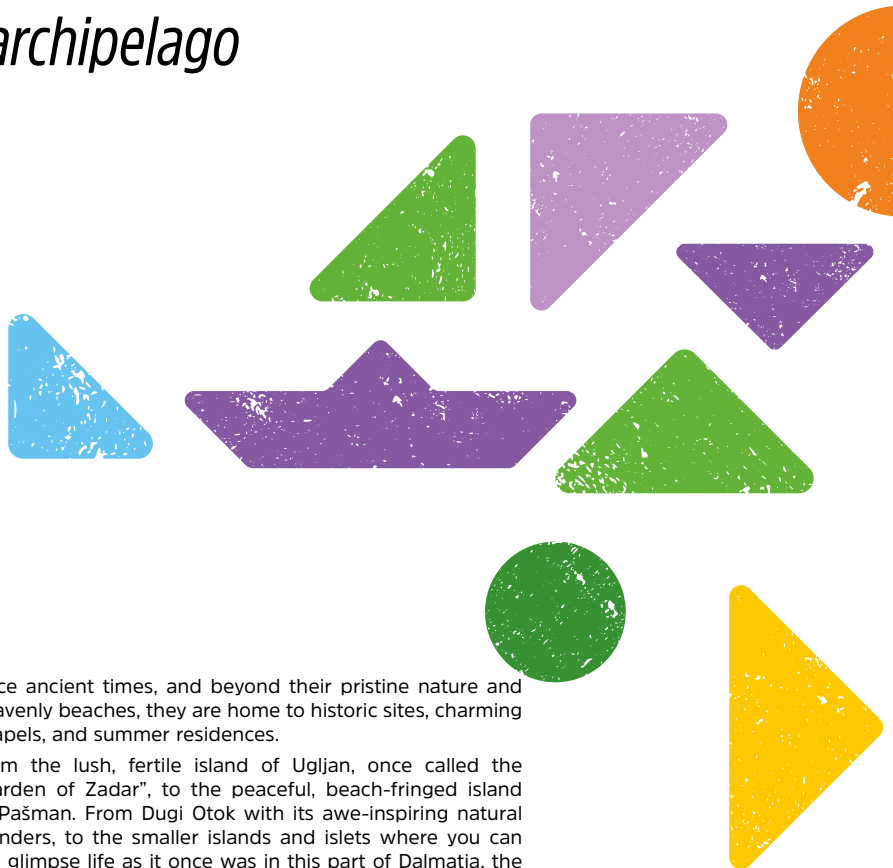 archipelago
ce ancient times, and beyond their pristine nature and
avenly beaches, they are home to historic sites, charming
apels, and summer residences.
m the lush, fertile island of Ugljan, once called the
arden of Zadar”, to the peaceful, beach-fringed island
Pašman. From Dugi Otok with its awe-inspiring natural
nders, to the smaller islands and islets where you can
glimpse life as it once was in this part of Dalmatia, the